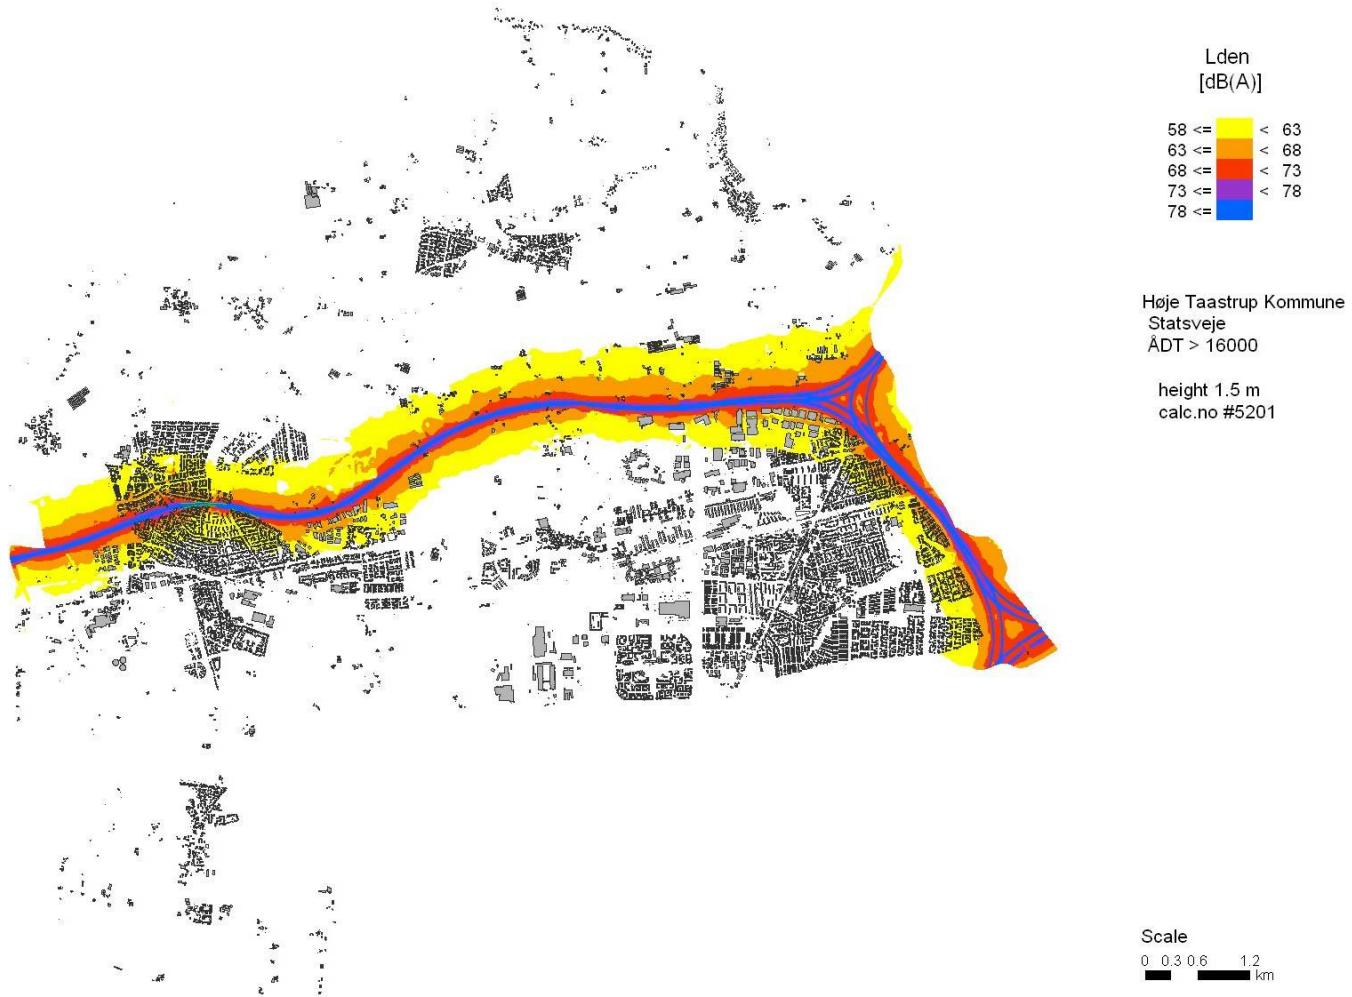 Lden
[dB(A)]
58 <= < 63
63 <= < 68
68 <= < 73
73 <= < 78
78 <=
Høje Taastrup Kommune
Statsveje
ÅDT > 16000
height 1.5 m
calc.no #5201
Scale
0 0.3 0.6 1.2
km